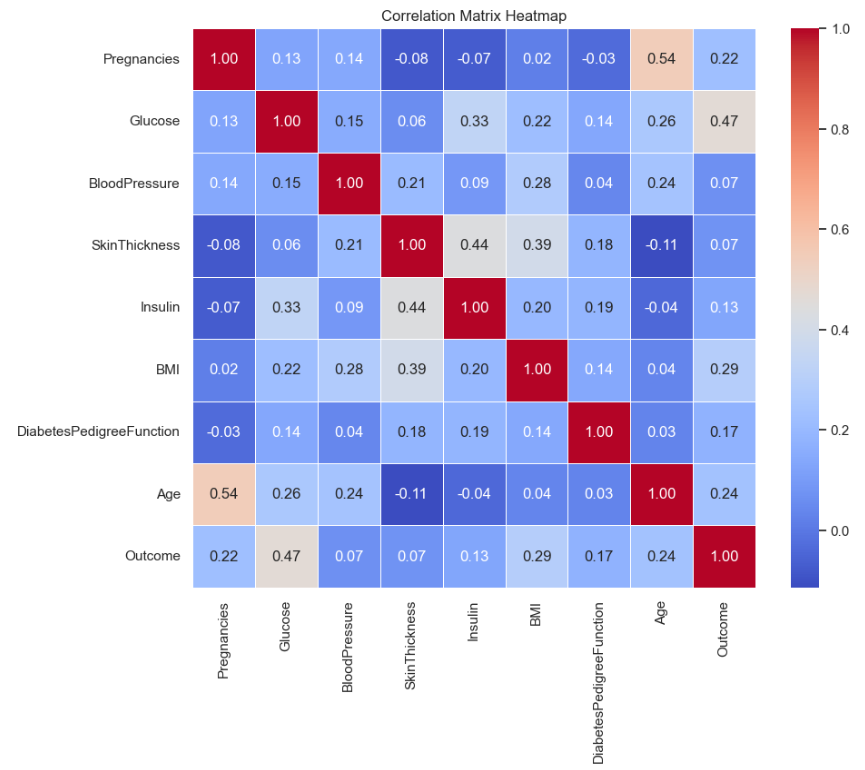 Correlation Matrix Heatmap
Pregnancies 1.00 0.13 0.14 -0.08 -0.07 0.02 -0.03 0.54 0.22
Glucose 0.13 1.00 0.15 0.06 0.33 0.22 0.14 0.26 0.47
BloodPressure 0.14 0.15 1.00 0.21 0.09 0.28 0.04 0.24 0.07
SkinThickness -0.08 0.06 0.21 1.00 0.44 0.39 0.18 -0.11 0.07
Insulin -0.07 0.33 0.09 0.44 1.00 0.20 0.19 -0.04 0.13
BMI 0.02 0.22 0.28 0.39 0.20 1.00 0.14 0.04 0.29
DiabetesPedigreeFunction -0.03 0.14 0.04 0.18 0.19 0.14 1.00 0.03 0.17
Age 0.54 0.26 0.24 -0.11 -0.04 0.04 0.03 1.00 0.24
Outcome 0.22 0.47 0.07 0.07 0.13 0.29 0.17 0.24 1.00
Pregnancies
Glucose
BloodPressure
SkinThickness
Insulin
BMI
DiabetesPedigreeFunction
Age
Outcome
1.0
0.8
0.6
0.4
0.2
0.0